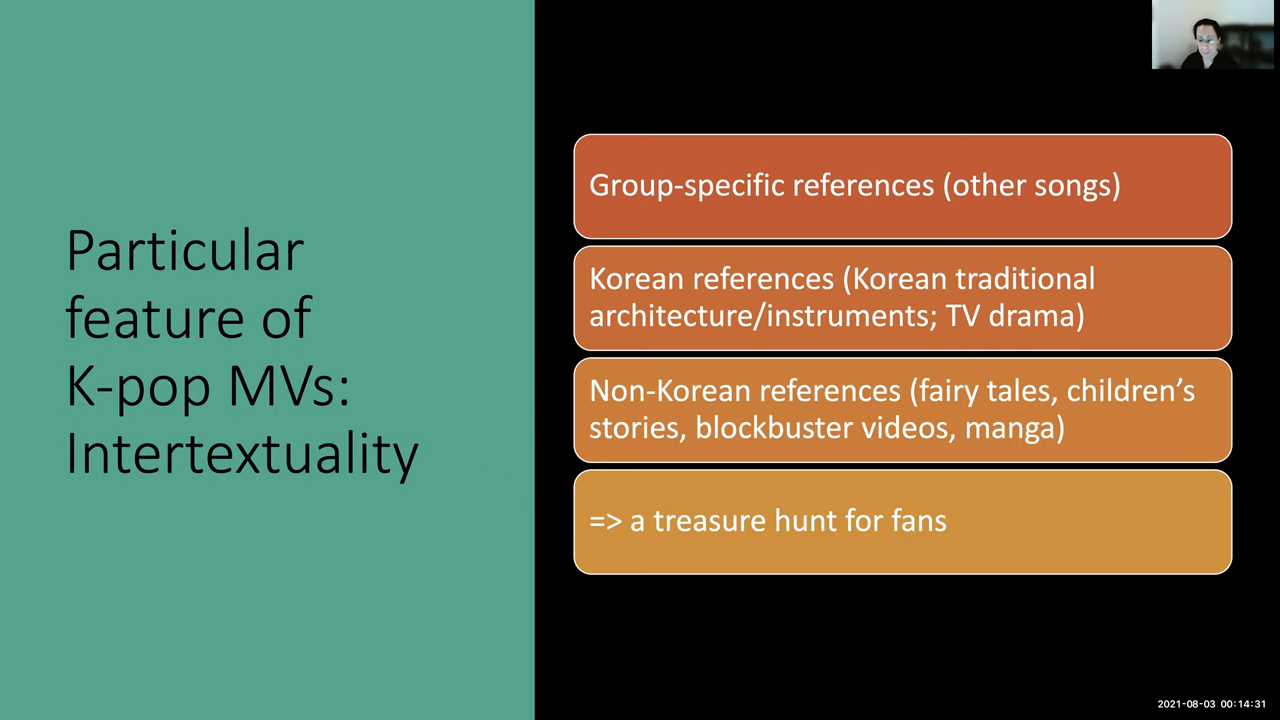 Particular
feature of
K-pop MVs:
Intertextuality
Group-specific references (other songs)
Korean references (Korean traditional
architecture/instruments; TV drama)
Non-Korean references (fairy tales, children’s
stories, blockbuster videos, manga)
=> a treasure hunt for fans
2021-08-03 00:14:31